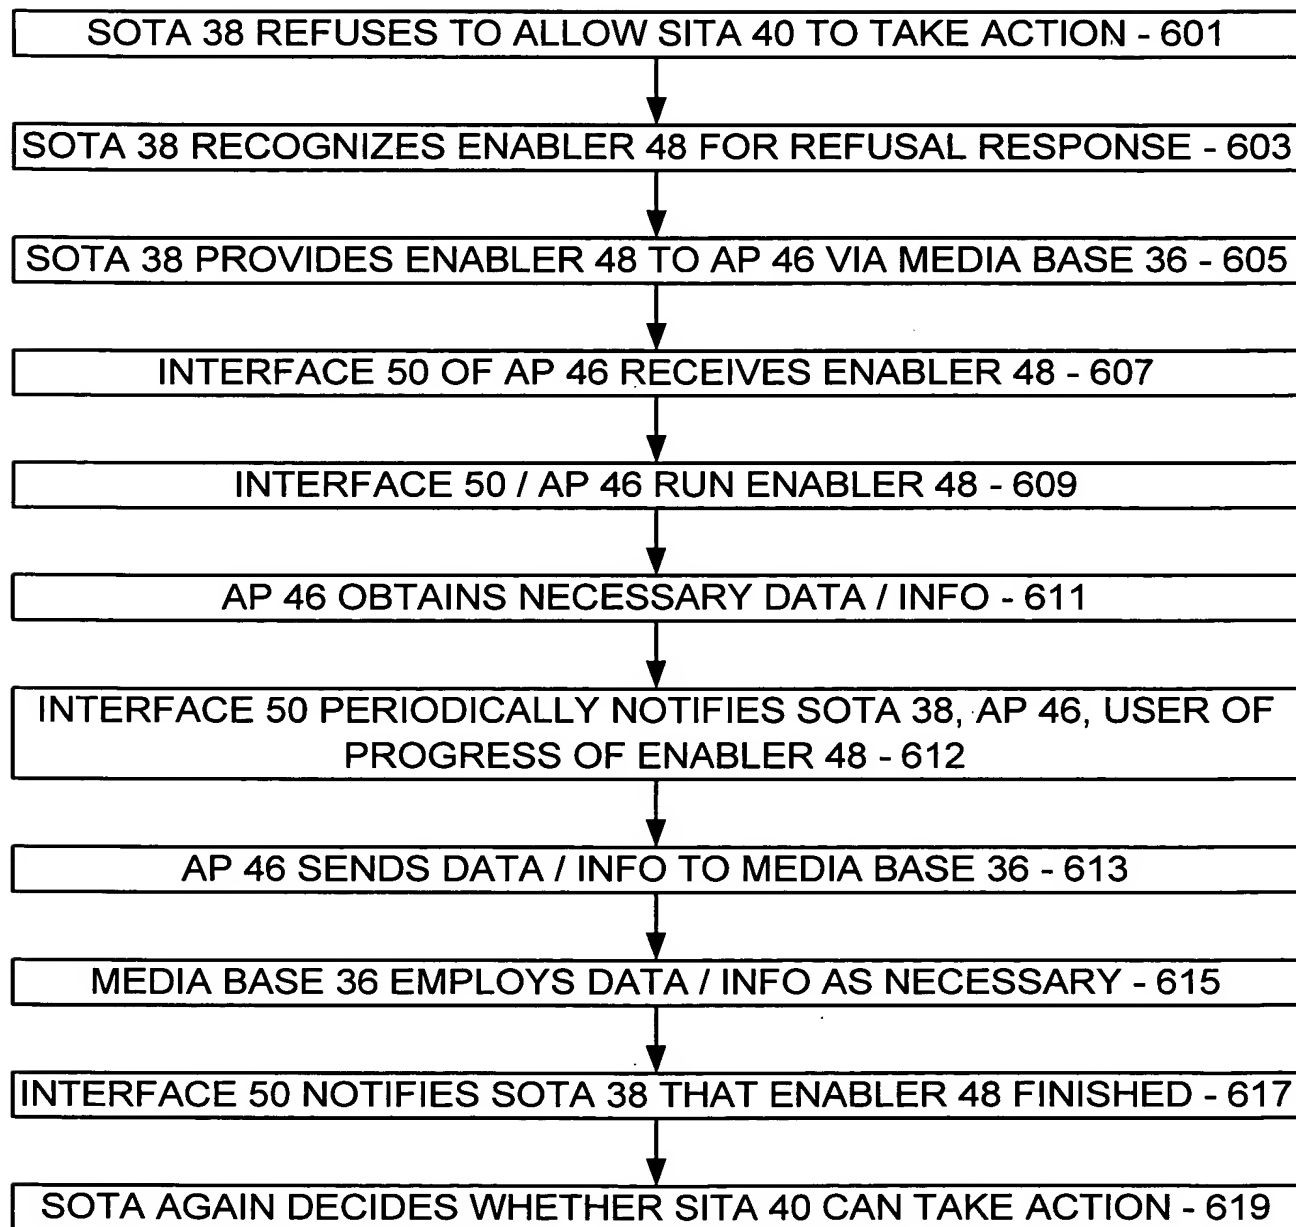 SOTA 38 REFUSES TO ALLOW SITA 40 TO TAKE ACTION - 601
SOTA 38 RECOGNIZES ENABLER 48 FOR REFUSAL RESPONSE - 603
SOTA 38 PROVIDES ENABLER 48 TO AP 46 VIA MEDIA BASE 36 - 605
INTERFACE 50 OF AP 46 RECEIVES ENABLER 48 - 607
INTERFACE 50 / AP 46 RUN ENABLER 48 - 609
AP 46 OBTAINS NECESSARY DATA / INFO - 611
INTERFACE 50 PERIODICALLY NOTIFIES SOTA 38, AP 46, USER OF
PROGRESS OF ENABLER 48 - 612
AP 46 SENDS DATA / INFO TO MEDIA BASE 36 - 613
MEDIA BASE 36 EMPLOYS DATA / INFO AS NECESSARY - 615
INTERFACE 50 NOTIFIES SOTA 38 THAT ENABLER 48 FINISHED - 617
SOTA AGAIN DECIDES WHETHER SITA 40 CAN TAKE ACTION - 619